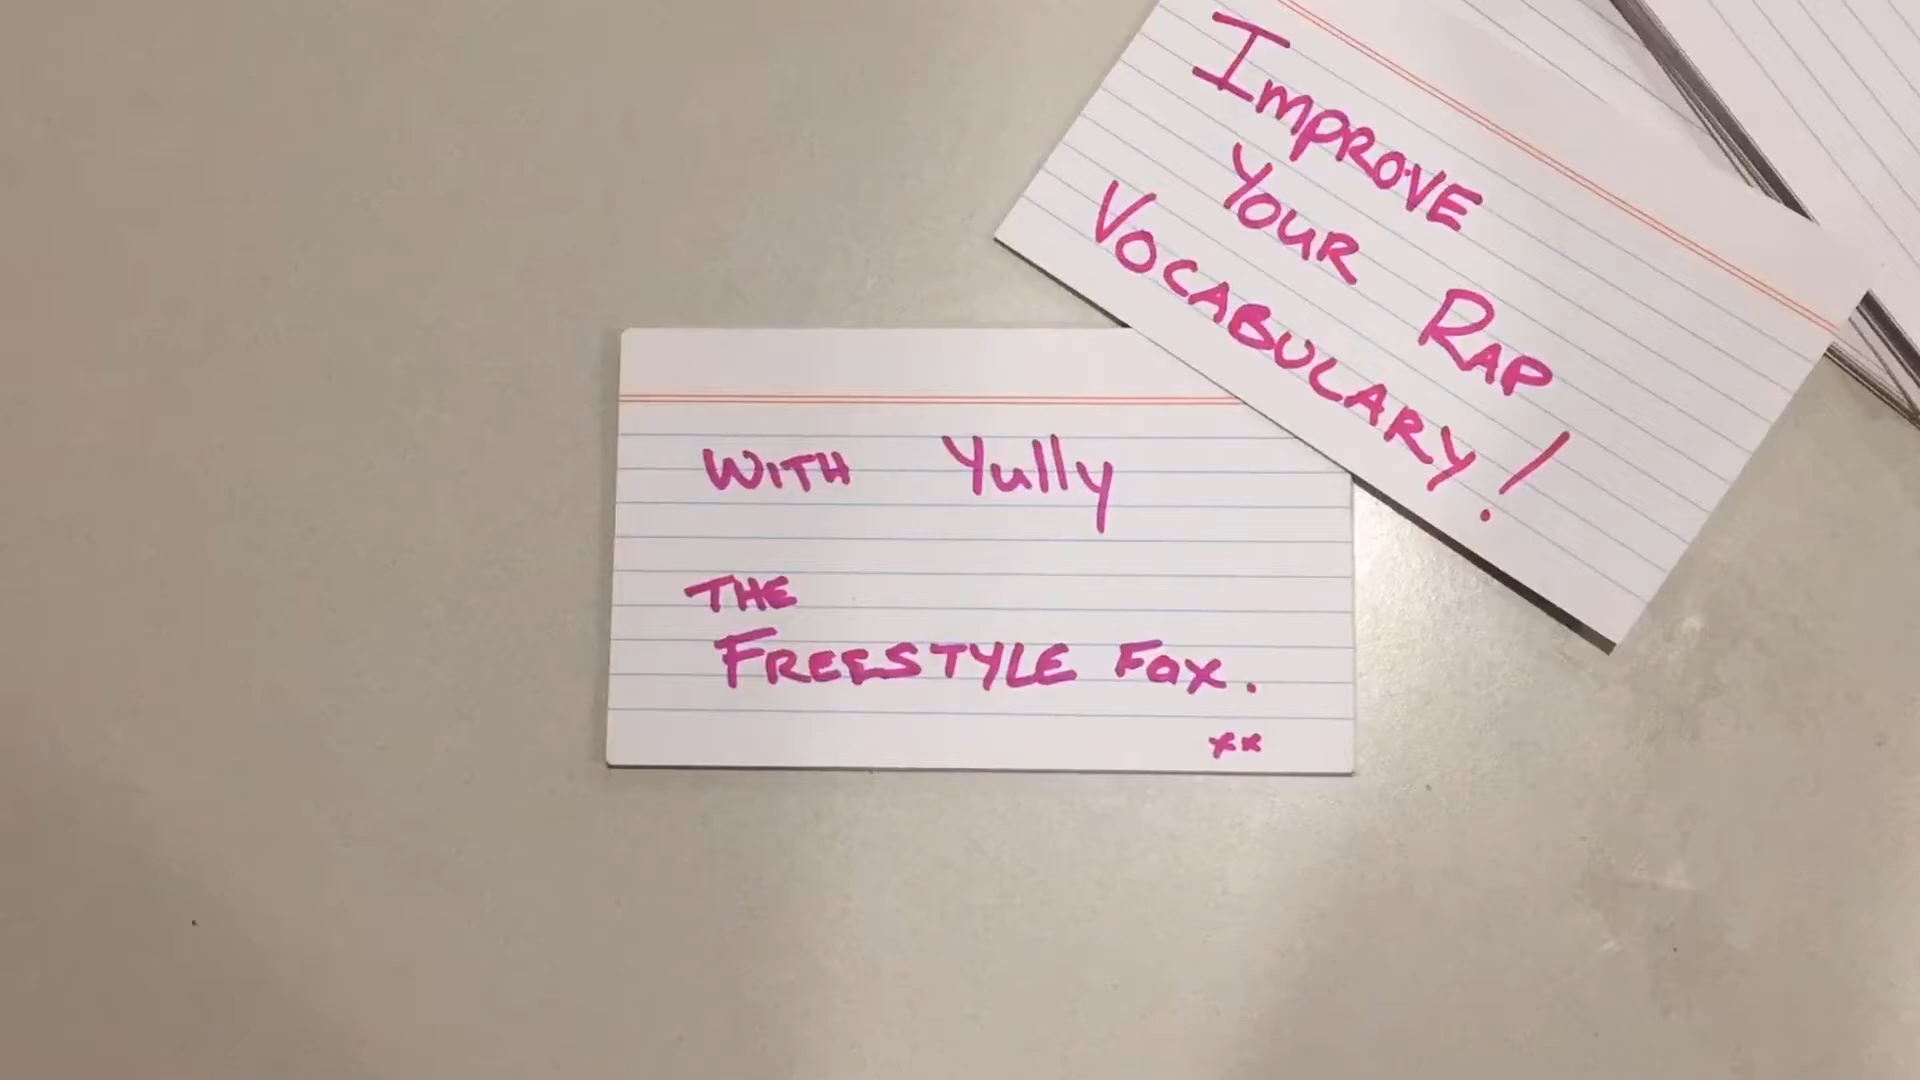 IMPROVE
YOUR RAP
VOCABULARY!
WITH Yully
THE
FREESTYLE FOX.
xx